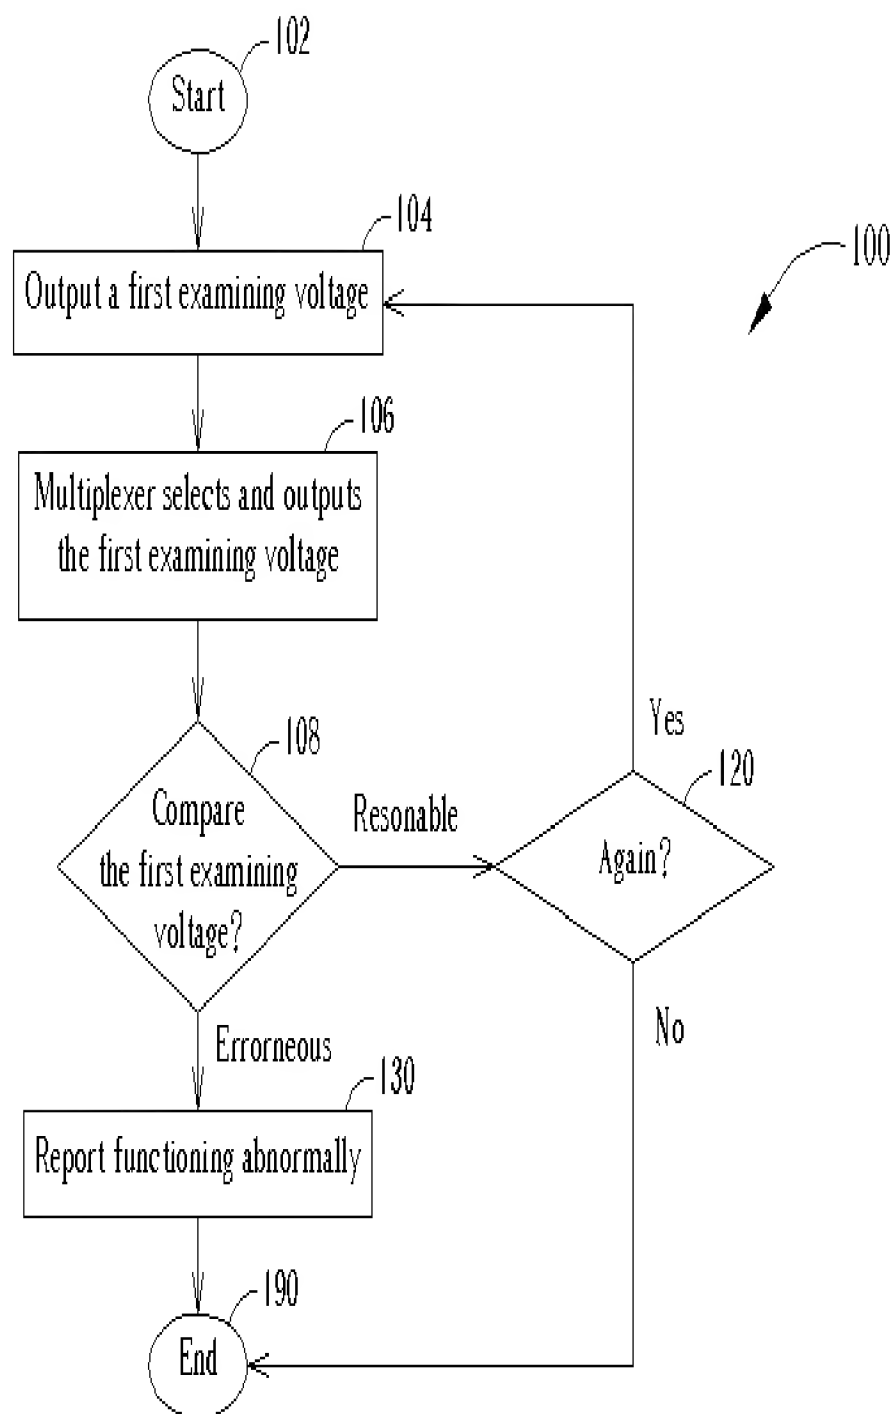 102
Start
104
Output a first examining voltage
100
106
Multiplexer selects and outputs
the first examining voltage
108
Compare
the first examining
voltage?
Resonable
Yes
120
Again?
No
Errorneous
130
Report functioning abnormally
190
End